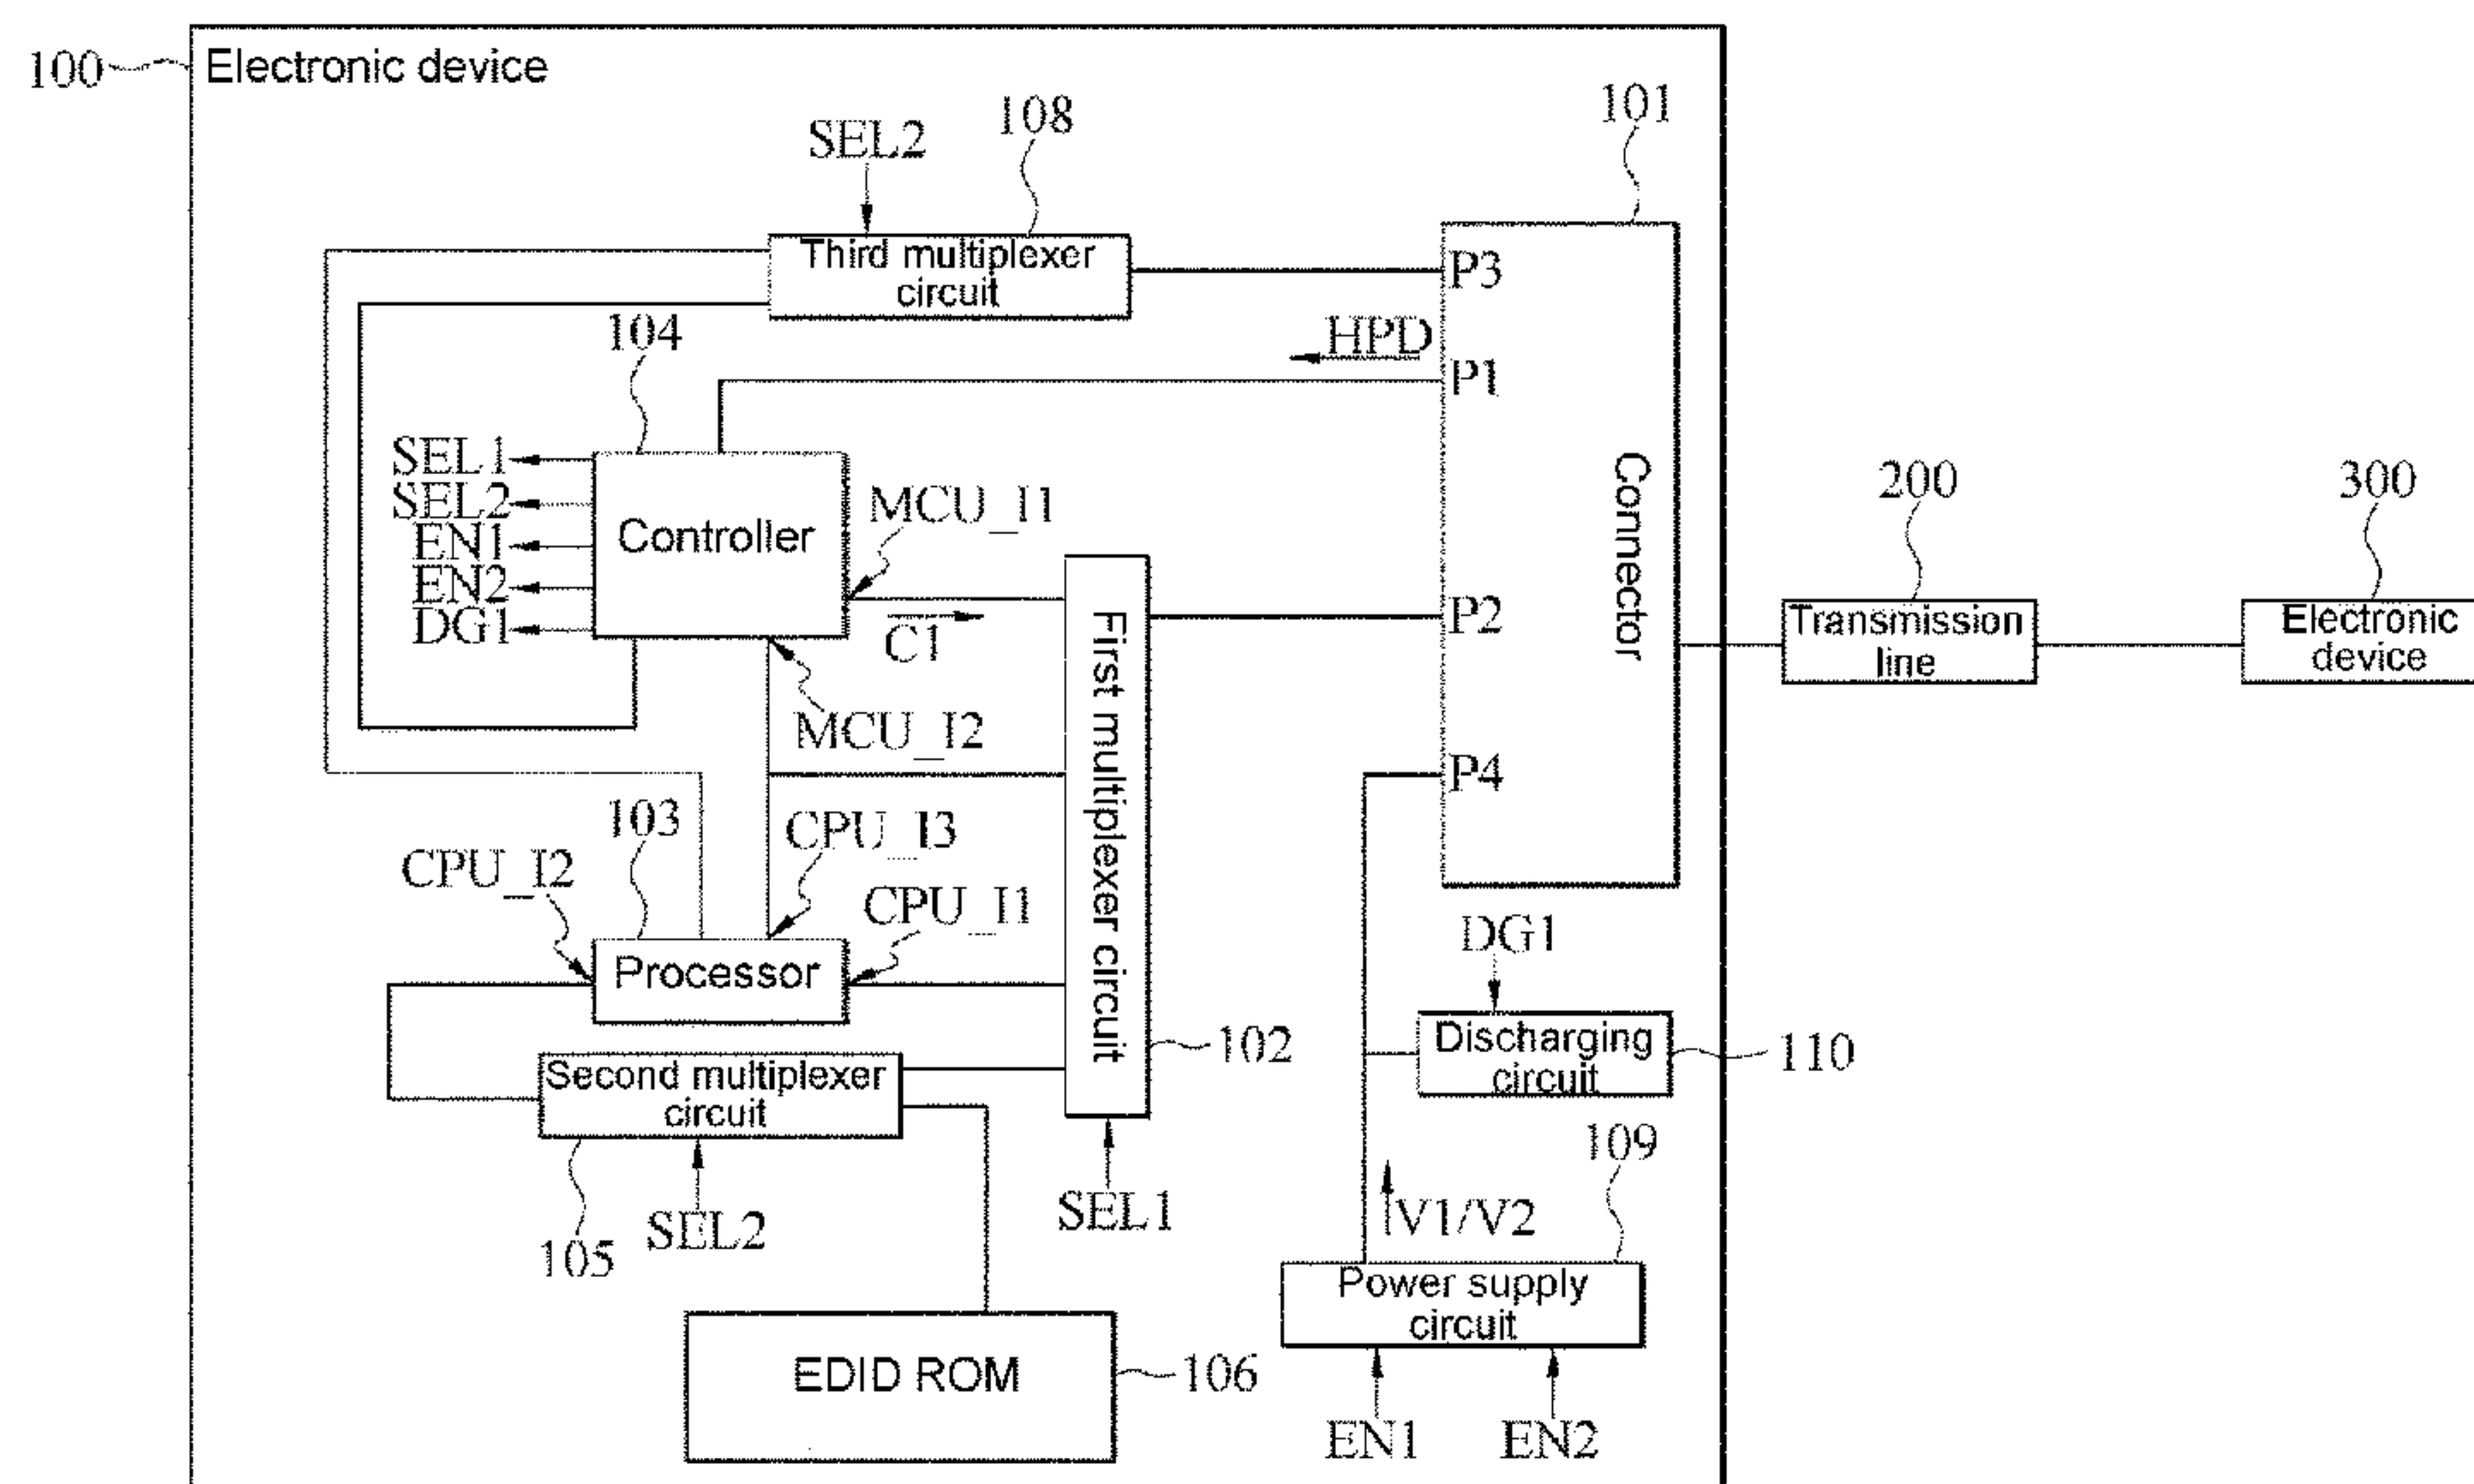 100
Electronic device
SEL2
108
101
Third multiplexer
circuit
P3
HPD
P1
104
SEL1
SEL2
EN1
EN2
DG1
Controller
MCU_I1
C1
MCU_I2
First multiplexer circuit
P2
Connector
200
300
Transmission
line
Electronic
device
P4
103
CPU_I3
CPU_I2
CPU_I1
Processor
DG1
Discharging
circuit
110
102
Second multiplexer
circuit
SEL2
105
SEL1
109
V1/V2
Power supply
circuit
EDID ROM
106
EN1
EN2